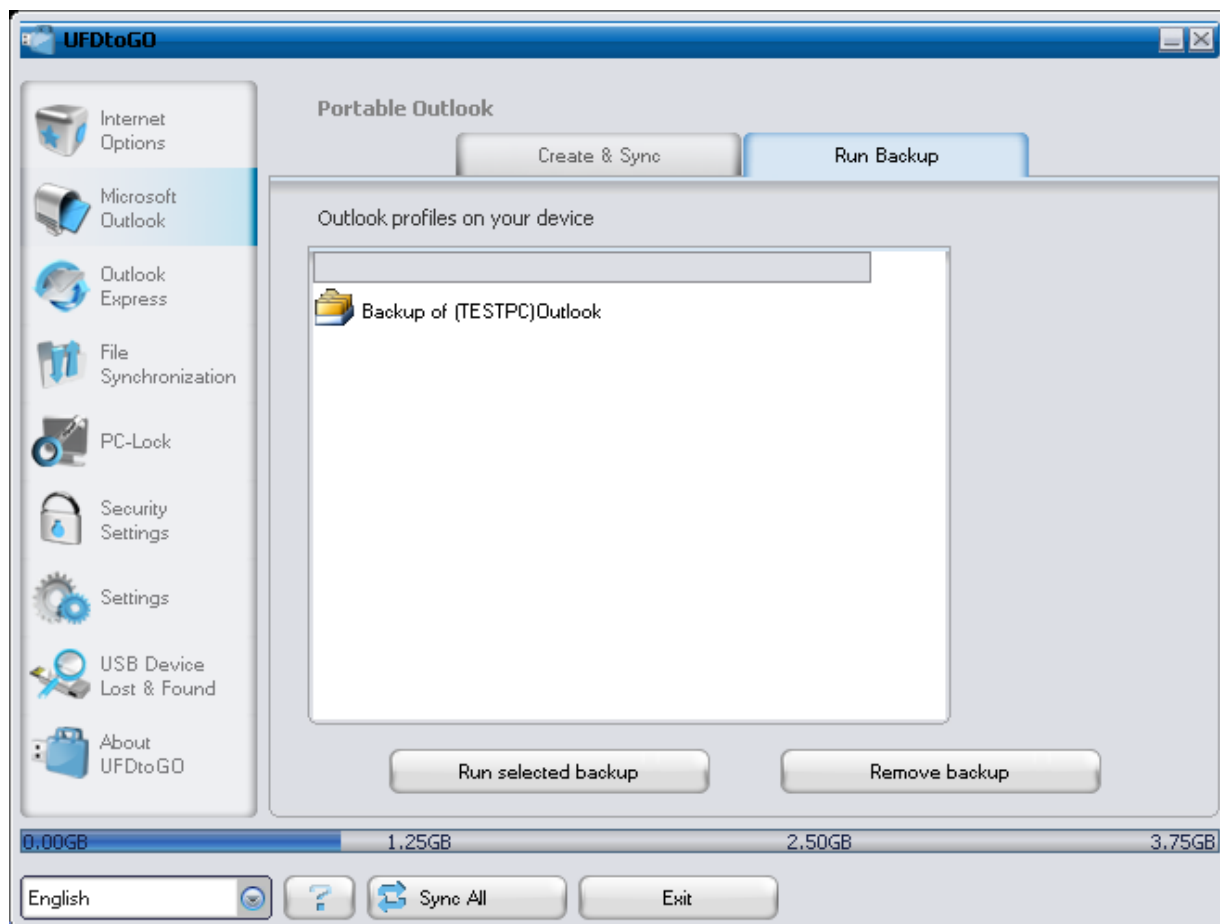 UFDtoGO
Internet
Options
Microsoft
Outlook
Outlook
Express
File
Synchronization
PC-Lock
Security
Settings
Settings
USB Device
Lost & Found
About
UFDtoGO
Portable Outlook
Create & Sync
Run Backup
Outlook profiles on your device
Backup of (TESTPC)Outlook
Run selected backup
Remove backup
0.00GB 1.25GB 2.50GB 3.75GB
English
?
Sync All
Exit